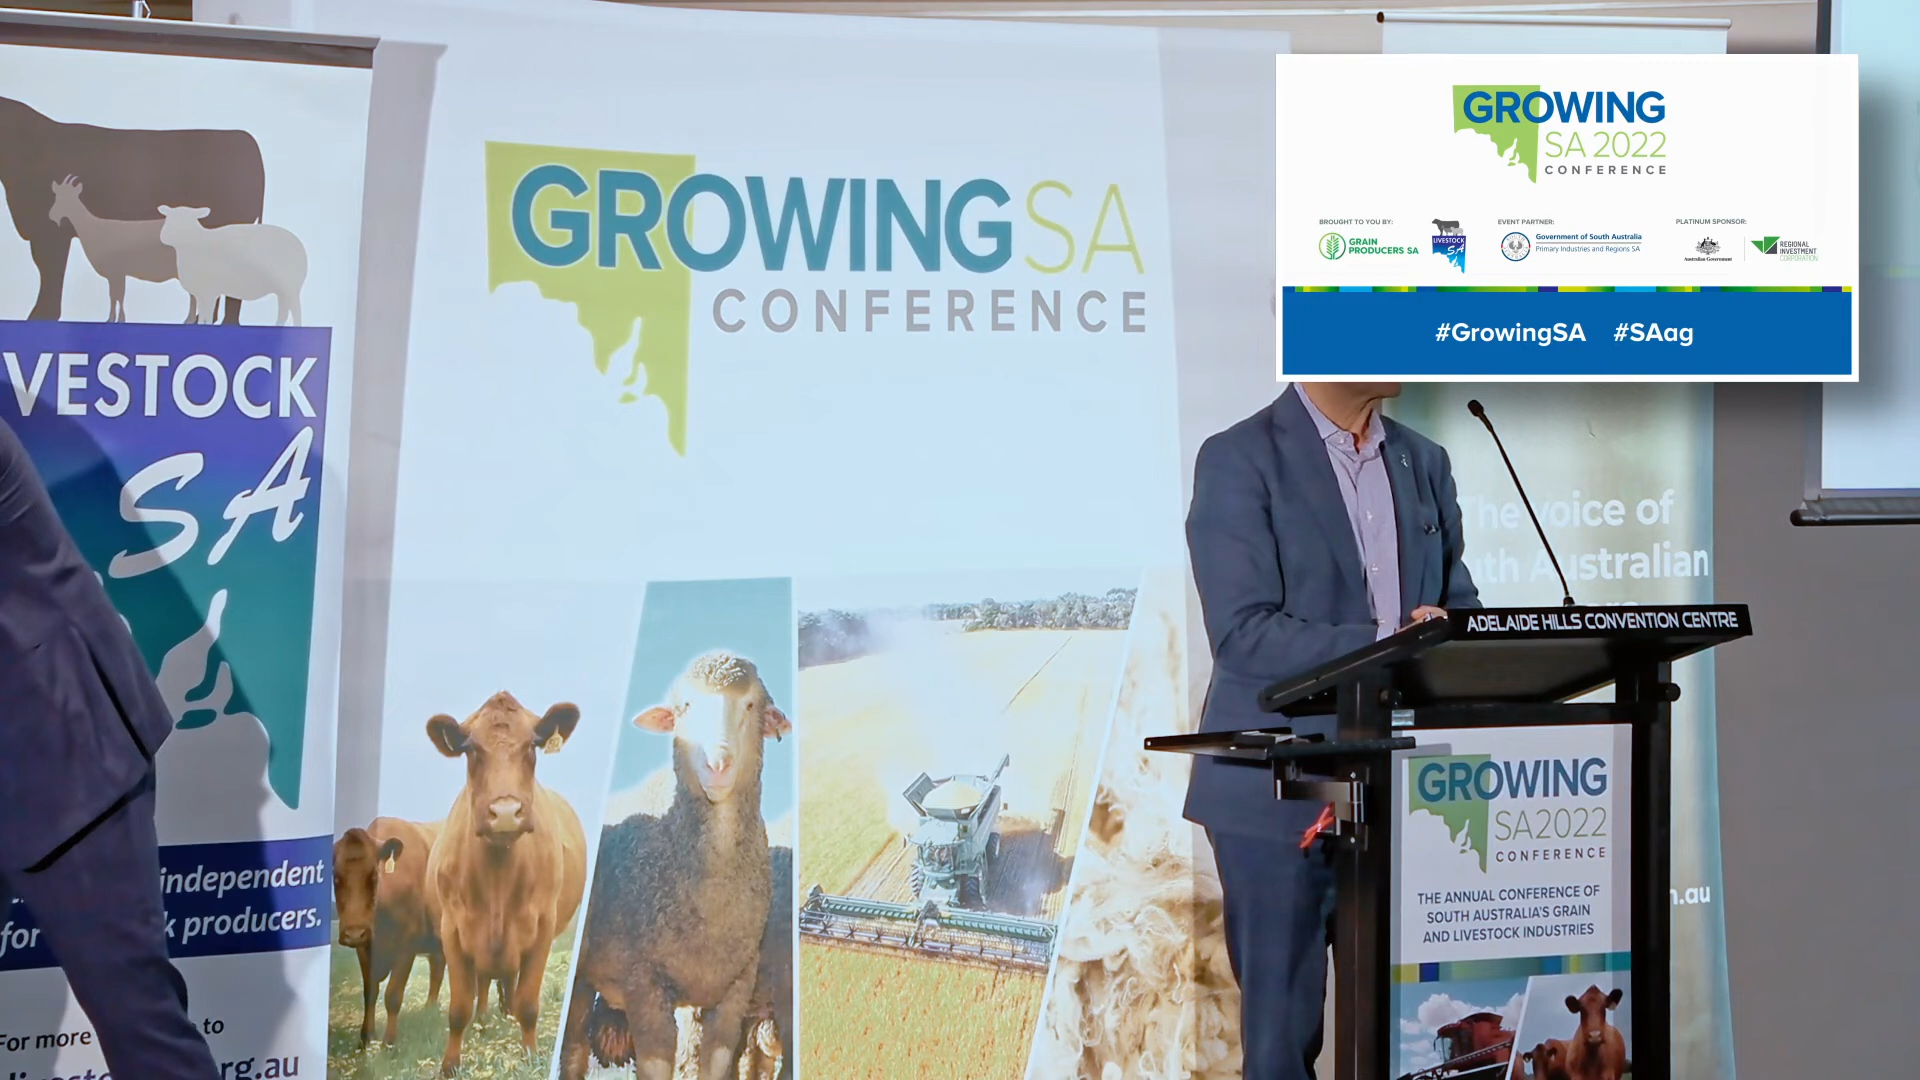 VESTOCK
SA
independent
for k producers.
For more to
rg.au
GROWING SA
CONFERENCE
GROWING
SA 2022
CONFERENCE
BROUGHT TO YOU BY:
GRAIN
PRODUCERS SA
LIVESTOCK
SA
EVENT PARTNER:
Government of South Australia
Primary Industries and Regions SA
PLATINUM SPONSOR:
Australian Government
REGIONAL
INVESTMENT
CORPORATION
#GrowingSA #SAag
The voice of
uth Australian
ADELAIDE HILLS CONVENTION CENTRE
GROWING
SA2022
CONFERENCE
THE ANNUAL CONFERENCE OF
SOUTH AUSTRALIA'S GRAIN
AND LIVESTOCK INDUSTRIES
n.au